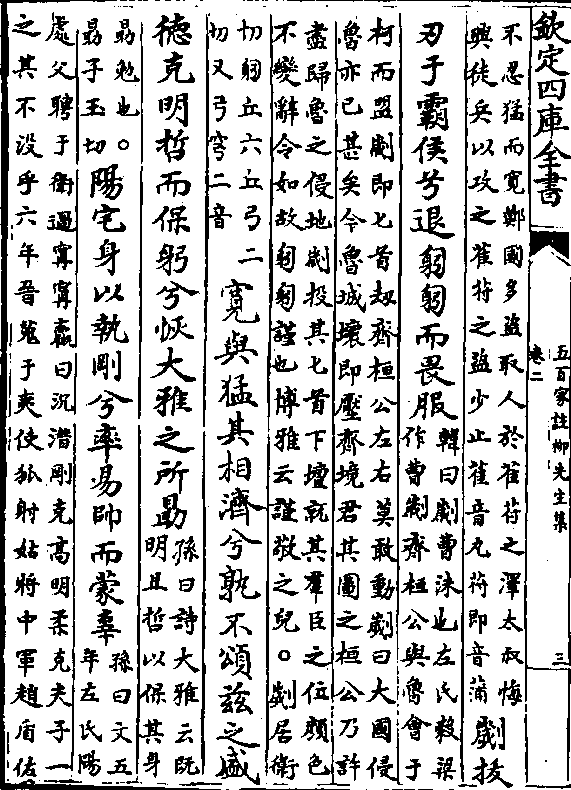 欽定四庫全書
五百家註柳先生集
卷二
三
不忍猛而寛鄭國多盜取人於萑苻之澤太叔悔
興徒兵以攻之萑苻之盜少止萑音九苻即音蒲
劌拔
刃于霸侯兮退匔匔而畏服
韓曰劌曹沬也左氏榖梁
作曹劌齊桓公與魯會于
柯而盟劌即匕首刼齊桓公左右莫敢動劌曰大國侵
魯亦已甚矣今魯城壞即壓齊境君其圖之桓公乃許
盡歸魯之侵地劌投其匕首下壇就其羣臣之位顔色
不變辭令如故匔匔謹也博雅云謹敬之皃○劌居衛
切匔丘六丘弓二
切又弓穹二音
寛與猛其相濟兮孰不頌兹之盛
德克明哲而保躬兮恢大雅之所勗
孫曰詩大雅云既
明且哲以保其身
勗勉也○
勗子玉切
陽宅身以執剛兮率易帥而蒙辜
孫曰文五
年左氏陽
處父聘于衛過甯甯嬴曰沉潛剛克高明柔克夫子一
之其不没乎六年晉蒐于夷使狐射姑將中軍趙盾佐